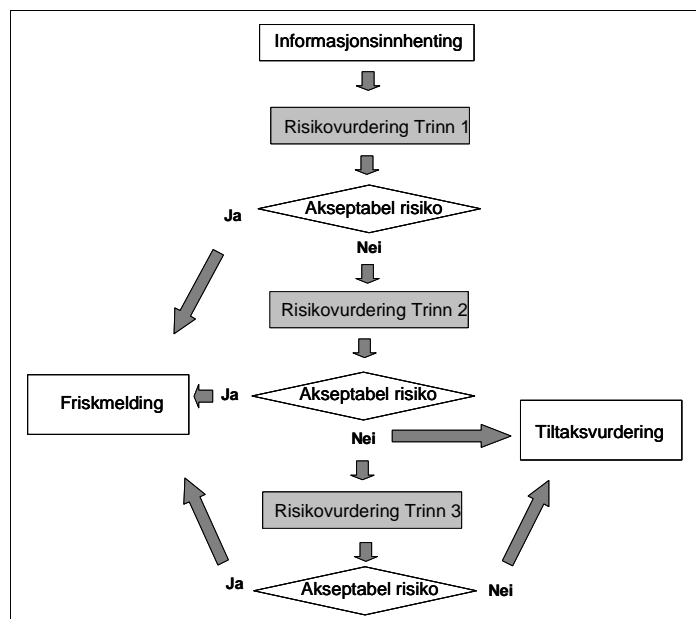 Informasjonsinnhenting
Risikovurdering Trinn 1
Akseptabel risiko
Ja
Nei
Risikovurdering Trinn 2
Akseptabel risiko
Ja
Friskmelding
Nei
Tiltaksvurdering
Risikovurdering Trinn 3
Akseptabel risiko
Ja
Nei